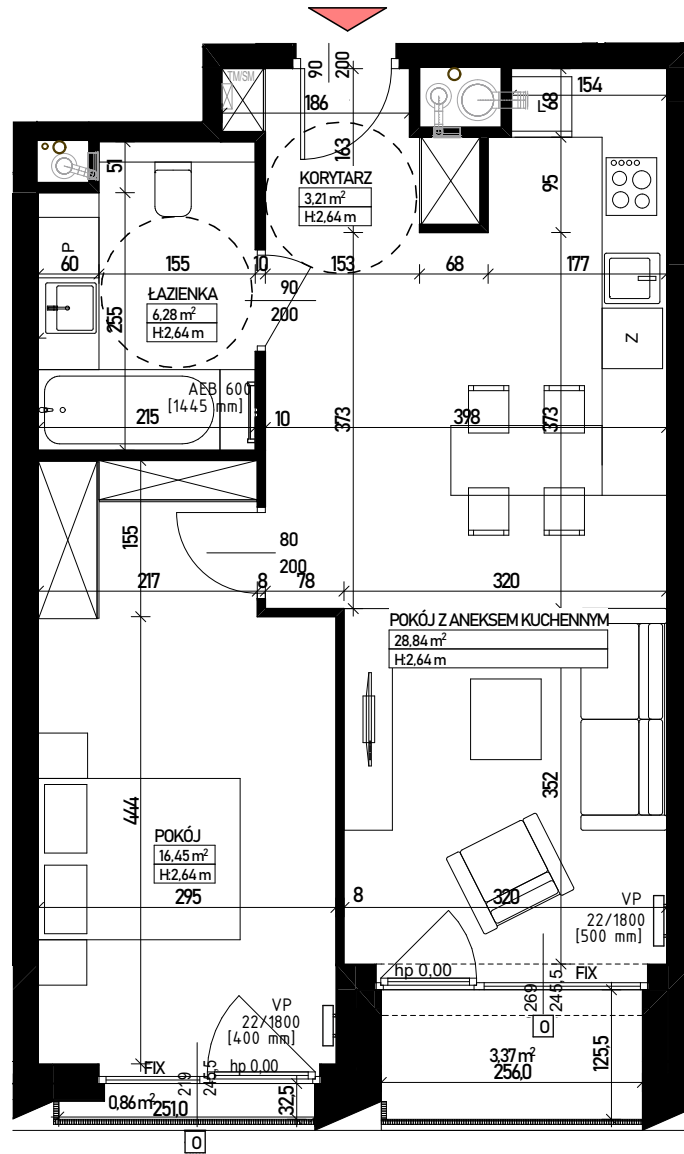 90
200
TM/SM
186
163
68
154
L
51
KORYTARZ
3,21 m²
H:2,64 m
95
P
60
155
10
153
68
177
ŁAZIENKA
6,28 m²
H:2,64 m
255
90
200
Z
AEB 600
[1445 mm]
215
10
373
398
373
155
80
200
217
8
78
320
POKÓJ Z ANEKSEM KUCHENNYM
28,84 m²
H:2,64 m
444
352
POKÓJ
16,45 m²
H:2,64 m
295
8
320
VP
22/1800
[500 mm]
hp 0,00
FIX
269
245,5
O
VP
22/1800
[400 mm]
FIX
hp 0,00
219
245,5
3,37 m²
256,0
125,5
0,86 m²
251,0
32,5
O